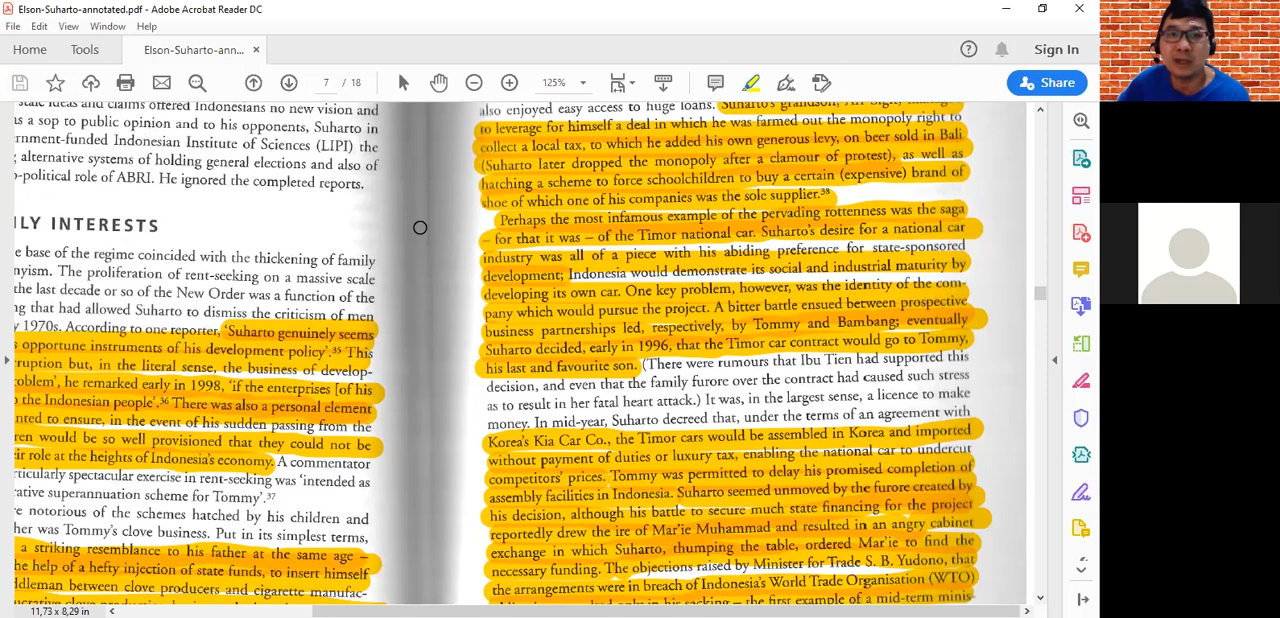 Elson-Suharto-annotated.pdf - Adobe Acrobat Reader DC
File Edit View Window Help
Home Tools Elson-Suharto-ann... × Sign In
7 / 18 125% Share
state ideas and claims offered Indonesians no new vision and
as a sop to public opinion and to his opponents, Suharto in
rnment-funded Indonesian Institute of Sciences (LIPI) the
; alternative systems of holding general elections and also of
o-political role of ABRI. He ignored the completed reports.
ILY INTERESTS
e base of the regime coincided with the thickening of family
nyism. The proliferation of rent-seeking on a massive scale
the last decade or so of the New Order was a function of the
ng that had allowed Suharto to dismiss the criticism of men
y 1970s. According to one reporter, 'Suharto genuinely seems
s opportune instruments of his development policy'.35 This
ruption but, in the literal sense, the business of develop-
oblem', he remarked early in 1998, 'if the enterprises [of his
o the Indonesian people'.36 There was also a personal element
nted to ensure, in the event of his sudden passing from the
ren would be so well provisioned that they could not be
ir role at the heights of Indonesia's economy. A commentator
rticularly spectacular exercise in rent-seeking was 'intended as
rative superannuation scheme for Tommy'.37
e notorious of the schemes hatched by his children and
her was Tommy's clove business. Put in its simplest terms,
a striking resemblance to his father at the same age –
he help of a hefty injection of state funds, to insert himself
ddleman between clove producers and cigarette manufac-
also enjoyed easy access to huge loans. Suharto's grandson,
to leverage for himself a deal in which he was farmed out the monopoly right to
collect a local tax, to which he added his own generous levy, on beer sold in Bali
(Suharto later dropped the monopoly after a clamour of protest), as well as
hatching a scheme to force schoolchildren to buy a certain (expensive) brand of
shoe of which one of his companies was the sole supplier.38
Perhaps the most infamous example of the pervading rottenness was the saga
– for that it was – of the Timor national car. Suharto's desire for a national car
industry was all of a piece with his abiding preference for state-sponsored
development; Indonesia would demonstrate its social and industrial maturity by
developing its own car. One key problem, however, was the identity of the com-
pany which would pursue the project. A bitter battle ensued between prospective
business partnerships led, respectively, by Tommy and Bambang; eventually
Suharto decided, early in 1996, that the Timor car contract would go to Tommy,
his last and favourite son. (There were rumours that Ibu Tien had supported this
decision, and even that the family furore over the contract had caused such stress
as to result in her fatal heart attack.) It was, in the largest sense, a licence to make
money. In mid-year, Suharto decreed that, under the terms of an agreement with
Korea's Kia Car Co., the Timor cars would be assembled in Korea and imported
without payment of duties or luxury tax, enabling the national car to undercut
competitors' prices. Tommy was permitted to delay his promised completion of
assembly facilities in Indonesia. Suharto seemed unmoved by the furore created by
his decision, although his battle to secure much state financing for the project
reportedly drew the ire of Mar'ie Muhammad and resulted in an angry cabinet
exchange in which Suharto, thumping the table, ordered Mar'ie to find the
necessary funding. The objections raised by Minister for Trade S. B. Yudono, that
the arrangements were in breach of Indonesia's World Trade Organisation (WTO)
only in his sacking – the first example of a mid-term minis-
11,73 x 8,29 in